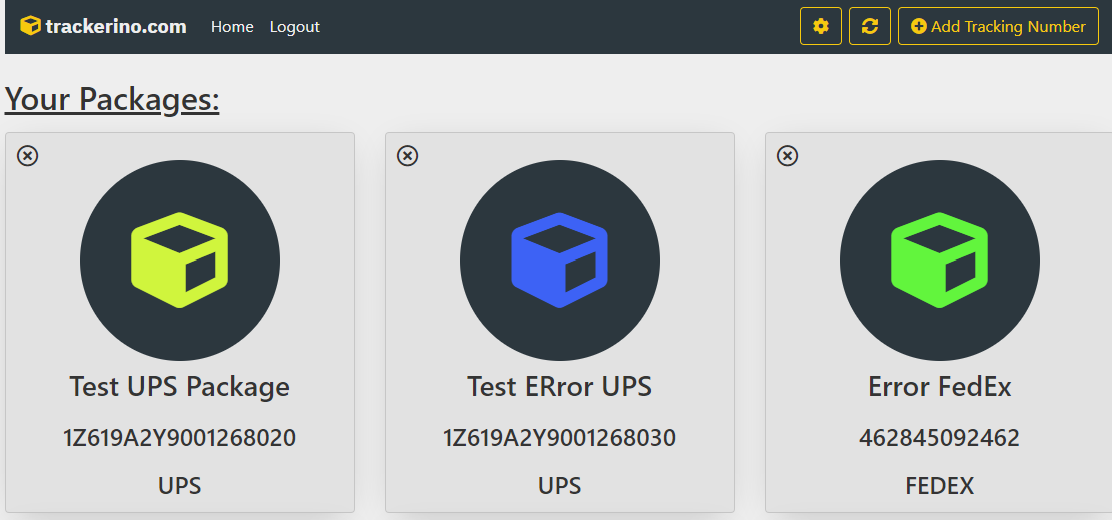 trackerino.com Home Logout Add Tracking Number
Your Packages:
Test UPS Package
1Z619A2Y9001268020
UPS
Test ERror UPS
1Z619A2Y9001268030
UPS
Error FedEx
462845092462
FEDEX